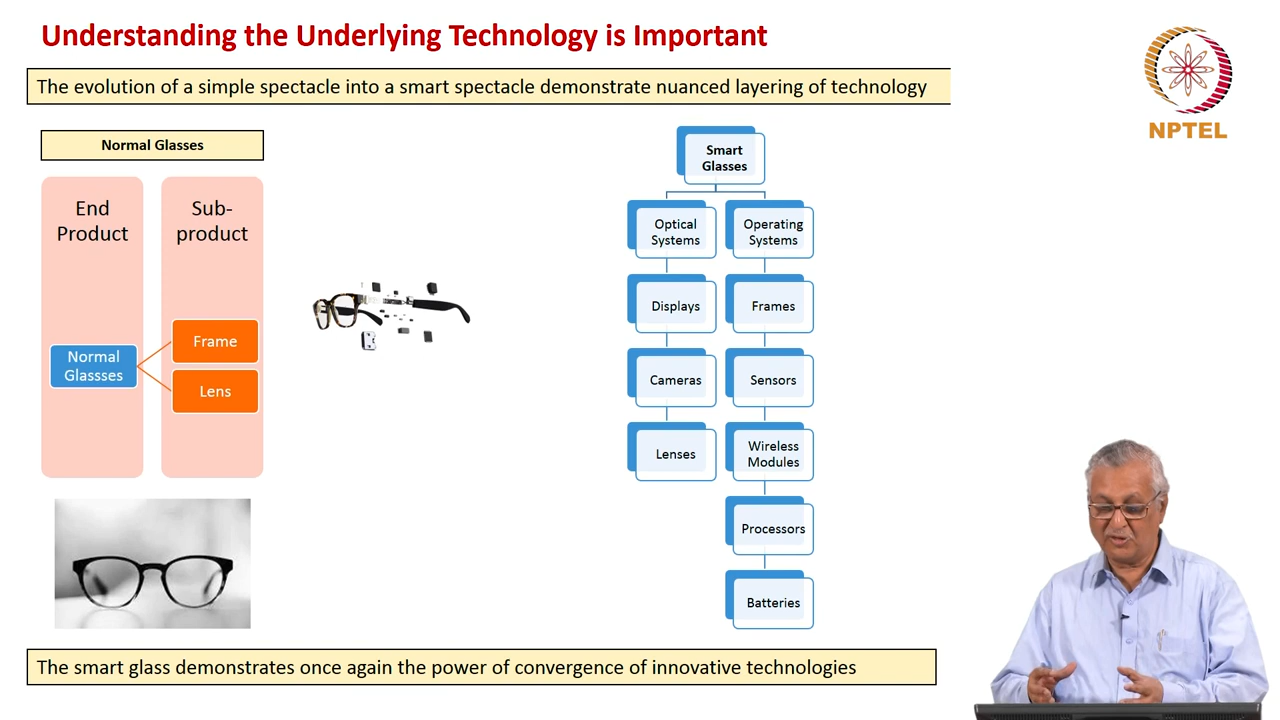 Understanding the Underlying Technology is Important
The evolution of a simple spectacle into a smart spectacle demonstrate nuanced layering of technology
NPTEL
Normal Glasses
End
Product
Sub-
product
Normal
Glassses
Frame
Lens
Smart
Glasses
Optical
Systems
Displays
Cameras
Lenses
Operating
Systems
Frames
Sensors
Wireless
Modules
Processors
Batteries
The smart glass demonstrates once again the power of convergence of innovative technologies